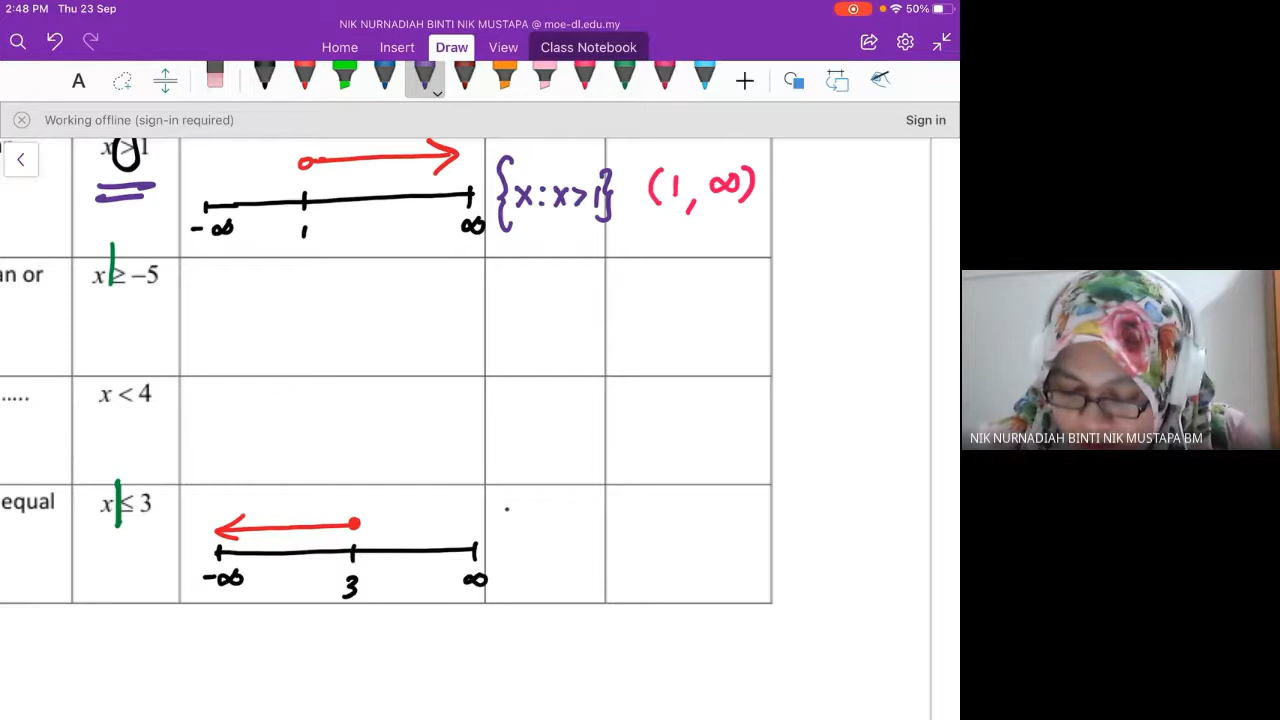 2:48 PM Thu 23 Sep
50%
NIK NURNADIAH BINTI NIK MUSTAPA @ moe-dl.edu.my
Home Insert Draw View Class Notebook
A
Working offline (sign-in required) Sign in
x > 1
{x : x > 1} (1, ∞)
-∞ 1 ∞
an or x ≥ −5
..... x < 4
equal x ≤ 3
-∞ 3 ∞
NIK NURNADIAH BINTI NIK MUSTAPA BM